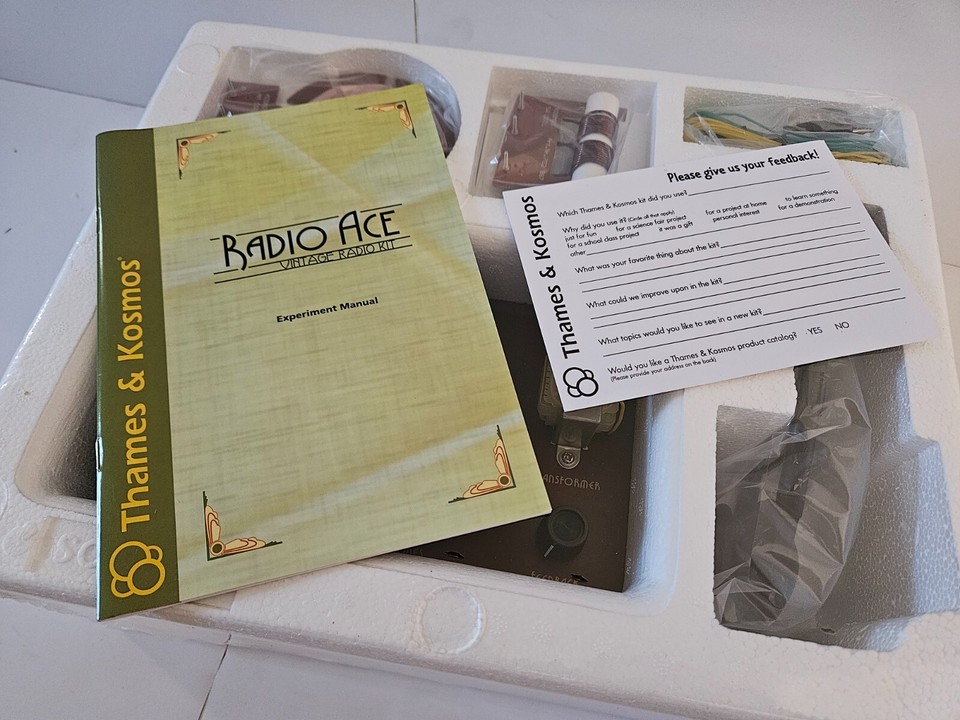 Thames & Kosmos®
RADIO ACE
VINTAGE RADIO KIT
Experiment Manual
Thames & Kosmos
Please give us your feedback!
Which Thames & Kosmos kit did you use?
Why did you use it? (Circle all that apply)
just for fun for a science fair project for a project at home to learn something
for a school class project it was a gift personal interest for a demonstration
other
What was your favorite thing about the kit?
What could we improve upon in the kit?
What topics would you like to see in a new kit?
Would you like a Thames & Kosmos product catalog? YES NO
(Please provide your address on the back)
ANSFORMER